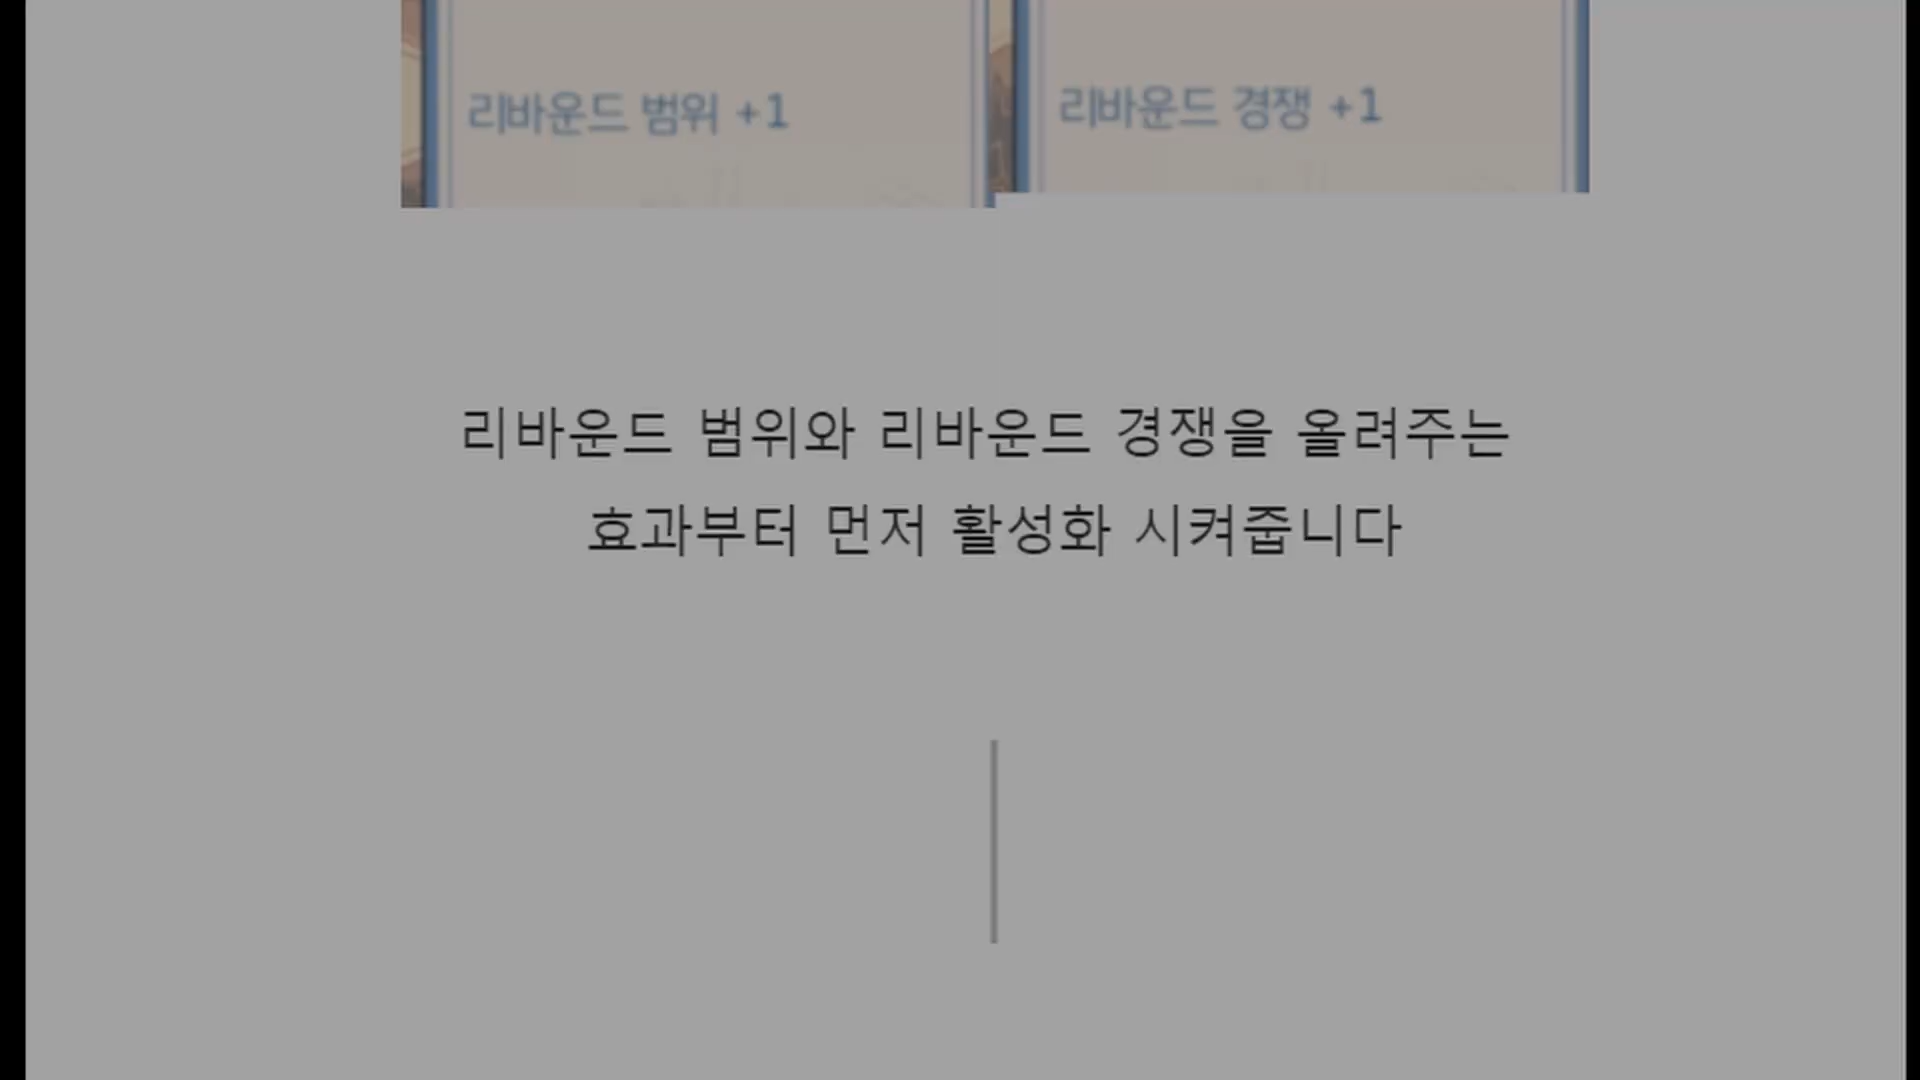 리바운드 범위 +1
리바운드 경쟁 +1
리바운드 범위와 리바운드 경쟁을 올려주는
효과부터 먼저 활성화 시켜줍니다